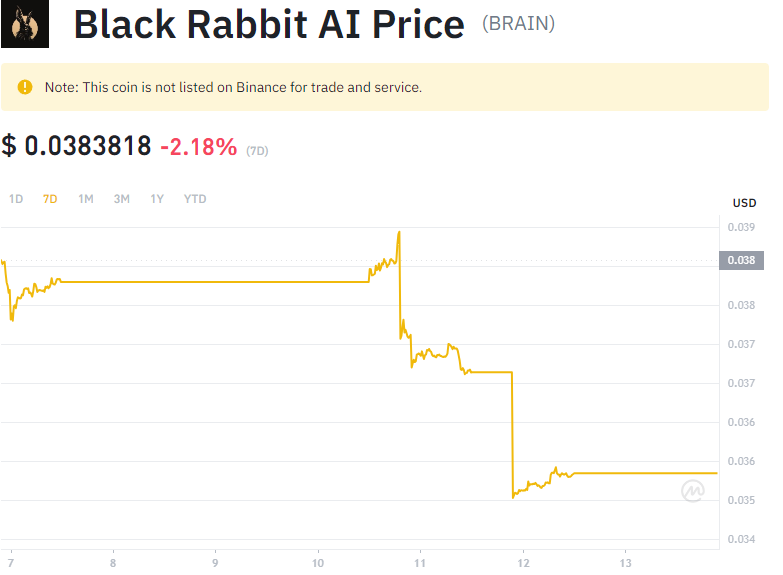 Black Rabbit AI Price (BRAIN)
Note: This coin is not listed on Binance for trade and service.
$ 0.0383818 -2.18% (7D)
1D 7D 1M 3M 1Y YTD
USD
0.039
0.038
0.038
0.037
0.037
0.036
0.036
0.035
0.034
7 8 9 10 11 12 13